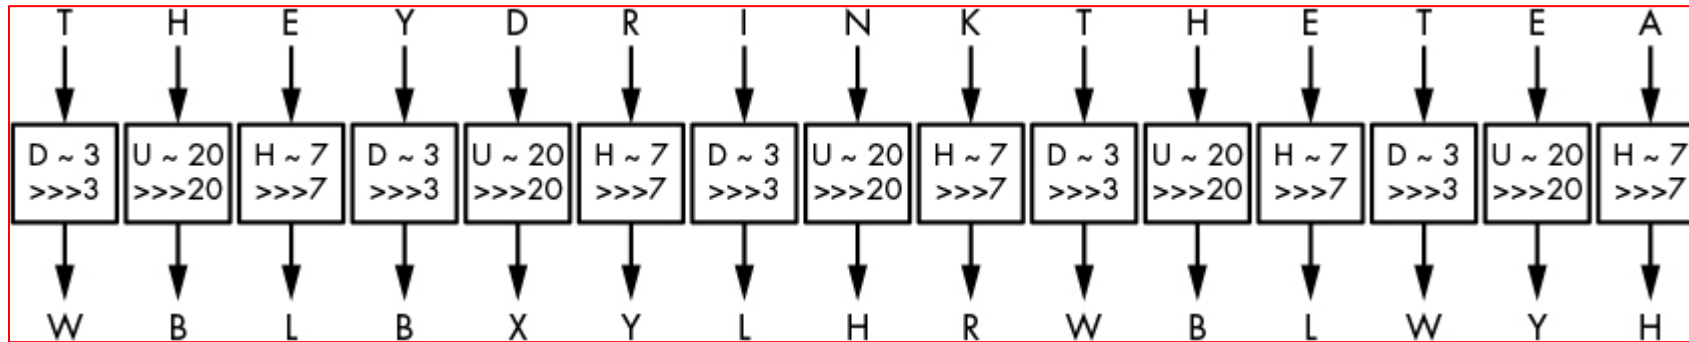 T H E Y D R I N K T H E T E A
D ~ 3 U ~ 20 H ~ 7 D ~ 3 U ~ 20 H ~ 7 D ~ 3 U ~ 20 H ~ 7 D ~ 3 U ~ 20 H ~ 7 D ~ 3 U ~ 20 H ~ 7
>>>3 >>>20 >>>7 >>>3 >>>20 >>>7 >>>3 >>>20 >>>7 >>>3 >>>20 >>>7 >>>3 >>>20 >>>7
W B L B X Y L H R W B L W Y H